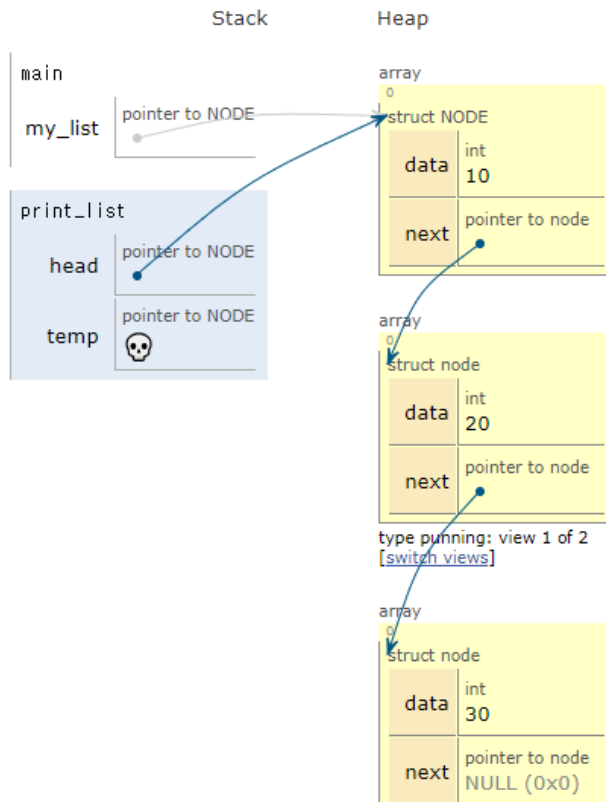 Stack Heap
main
my_list pointer to NODE
print_list
head pointer to NODE
temp pointer to NODE
array
0
struct NODE
data int
10
next pointer to node
array
0
struct node
data int
20
next pointer to node
type punning: view 1 of 2
[switch views]
array
0
struct node
data int
30
next pointer to node
NULL (0x0)